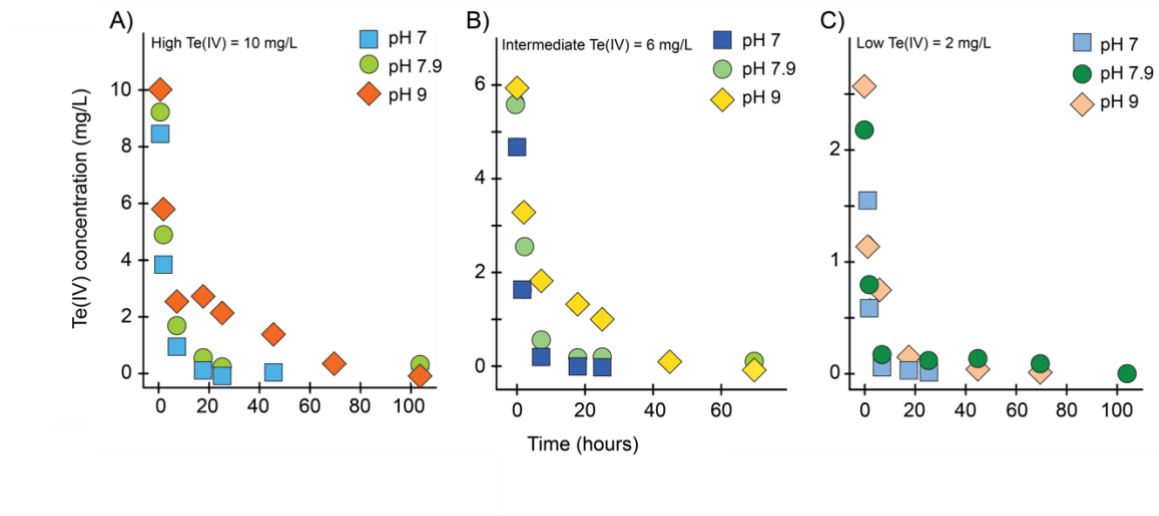 A)
High Te(IV) = 10 mg/L
pH 7
pH 7.9
pH 9
10
8
6
4
2
0
0 20 40 60 80 100
Te(IV) concentration (mg/L)
B)
Intermediate Te(IV) = 6 mg/L
pH 7
pH 7.9
pH 9
6
4
2
0
0 20 40 60
Time (hours)
C)
Low Te(IV) = 2 mg/L
pH 7
pH 7.9
pH 9
2
1
0
0 20 40 60 80 100